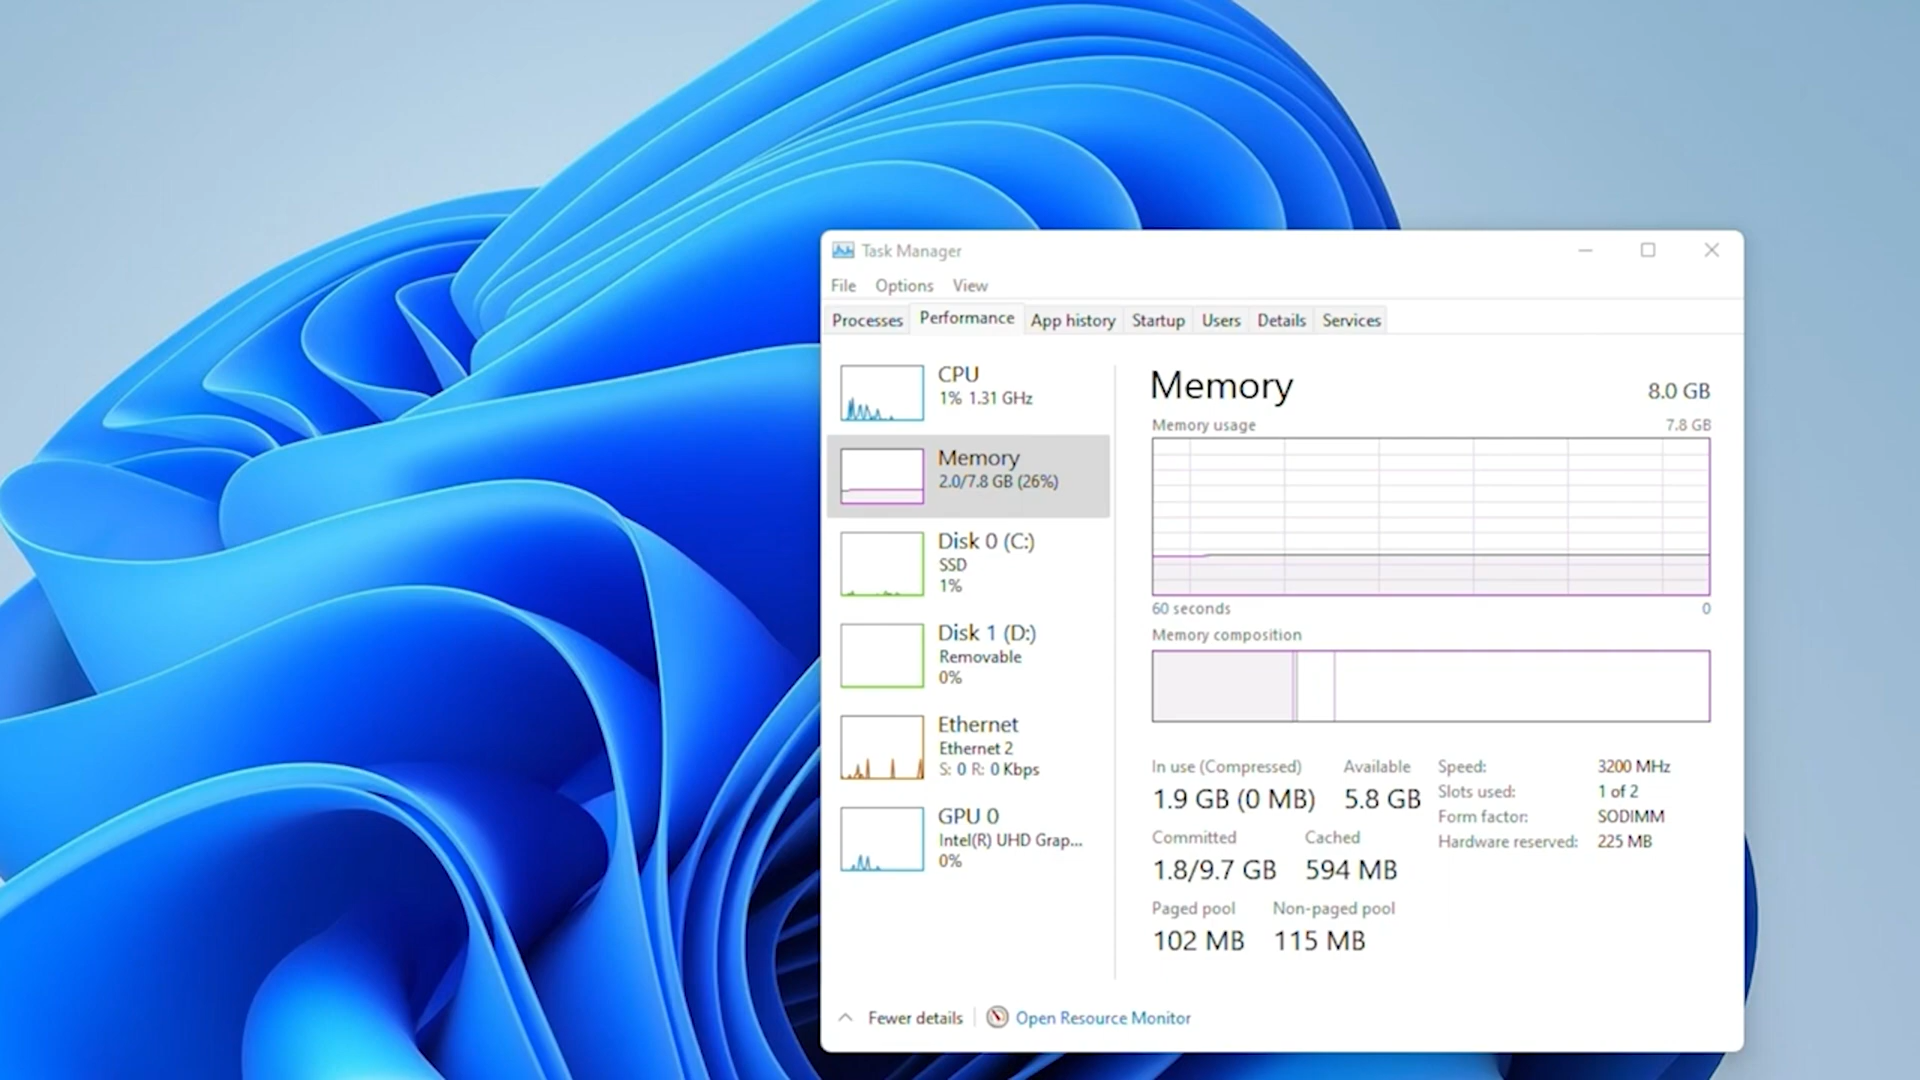 Task Manager
File Options View
Processes Performance App history Startup Users Details Services
CPU
1% 1.31 GHz
Memory
2.0/7.8 GB (26%)
Disk 0 (C:)
SSD
1%
Disk 1 (D:)
Removable
0%
Ethernet
Ethernet 2
S: 0 R: 0 Kbps
GPU 0
Intel(R) UHD Grap...
0%
Memory 8.0 GB
Memory usage 7.8 GB
60 seconds 0
Memory composition
In use (Compressed) Available
1.9 GB (0 MB) 5.8 GB
Committed Cached
1.8/9.7 GB 594 MB
Paged pool Non-paged pool
102 MB 115 MB
Speed: 3200 MHz
Slots used: 1 of 2
Form factor: SODIMM
Hardware reserved: 225 MB
Fewer details Open Resource Monitor